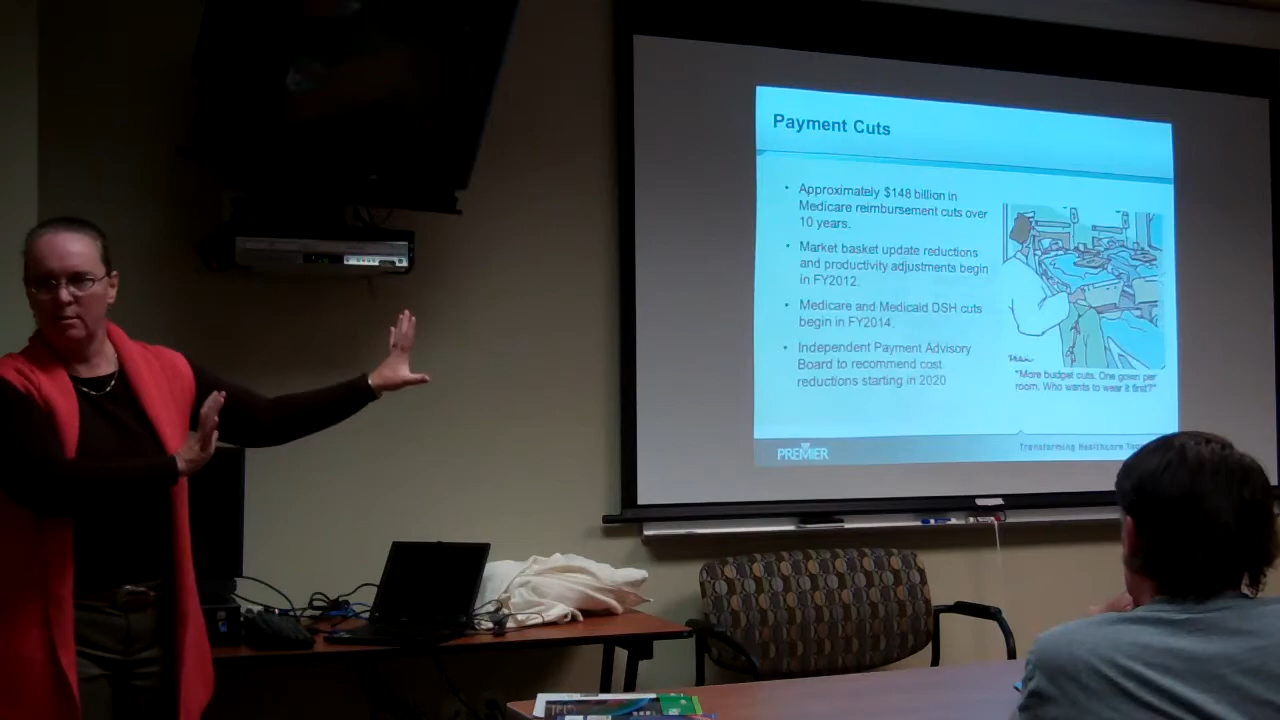 Payment Cuts
• Approximately $148 billion in
Medicare reimbursement cuts over
10 years.
• Market basket update reductions
and productivity adjustments begin
in FY2012.
• Medicare and Medicaid DSH cuts
begin in FY2014.
• Independent Payment Advisory
Board to recommend cost
reductions starting in 2020
"More budget cuts. One gown per
room. Who wants to wear it first?"
PREMIER
Transforming Healthcare